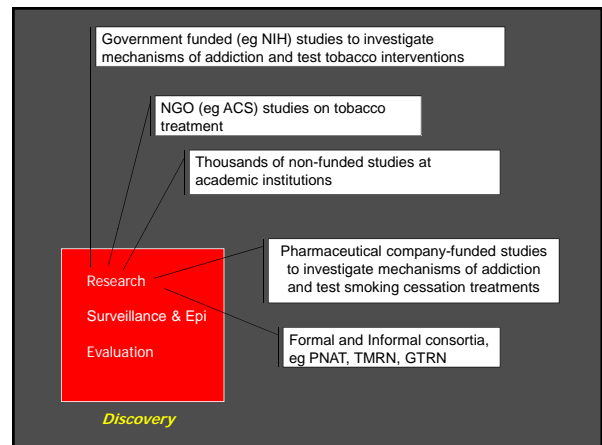 Government funded (eg NIH) studies to investigate
mechanisms of addiction and test tobacco interventions
NGO (eg ACS) studies on tobacco
treatment
Thousands of non-funded studies at
academic institutions
Pharmaceutical company-funded studies
to investigate mechanisms of addiction
and test smoking cessation treatments
Research
Surveillance & Epi
Evaluation
Formal and Informal consortia,
eg PNAT, TMRN, GTRN
Discovery